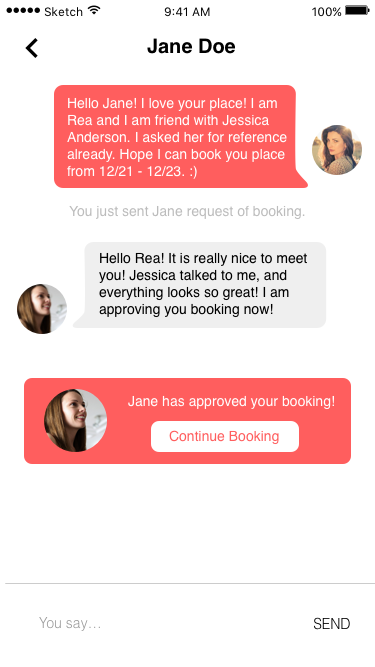 Sketch 9:41 AM 100%
Jane Doe
Hello Jane! I love your place! I am
Rea and I am friend with Jessica
Anderson. I asked her for reference
already. Hope I can book you place
from 12/21 - 12/23. :)
You just sent Jane request of booking.
Hello Rea! It is really nice to meet
you! Jessica talked to me, and
everything looks so great! I am
approving you booking now!
Jane has approved your booking!
Continue Booking
You say...
SEND